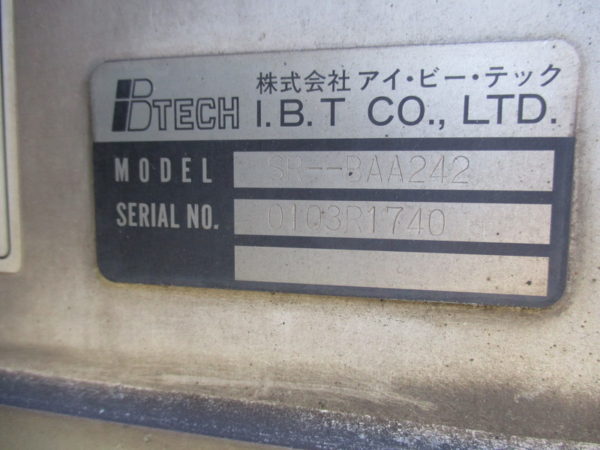 IBTECH 株式会社 アイ・ビー・テック
I.B.T CO., LTD.
MODEL SR--BAA242
SERIAL NO. 0103R1740